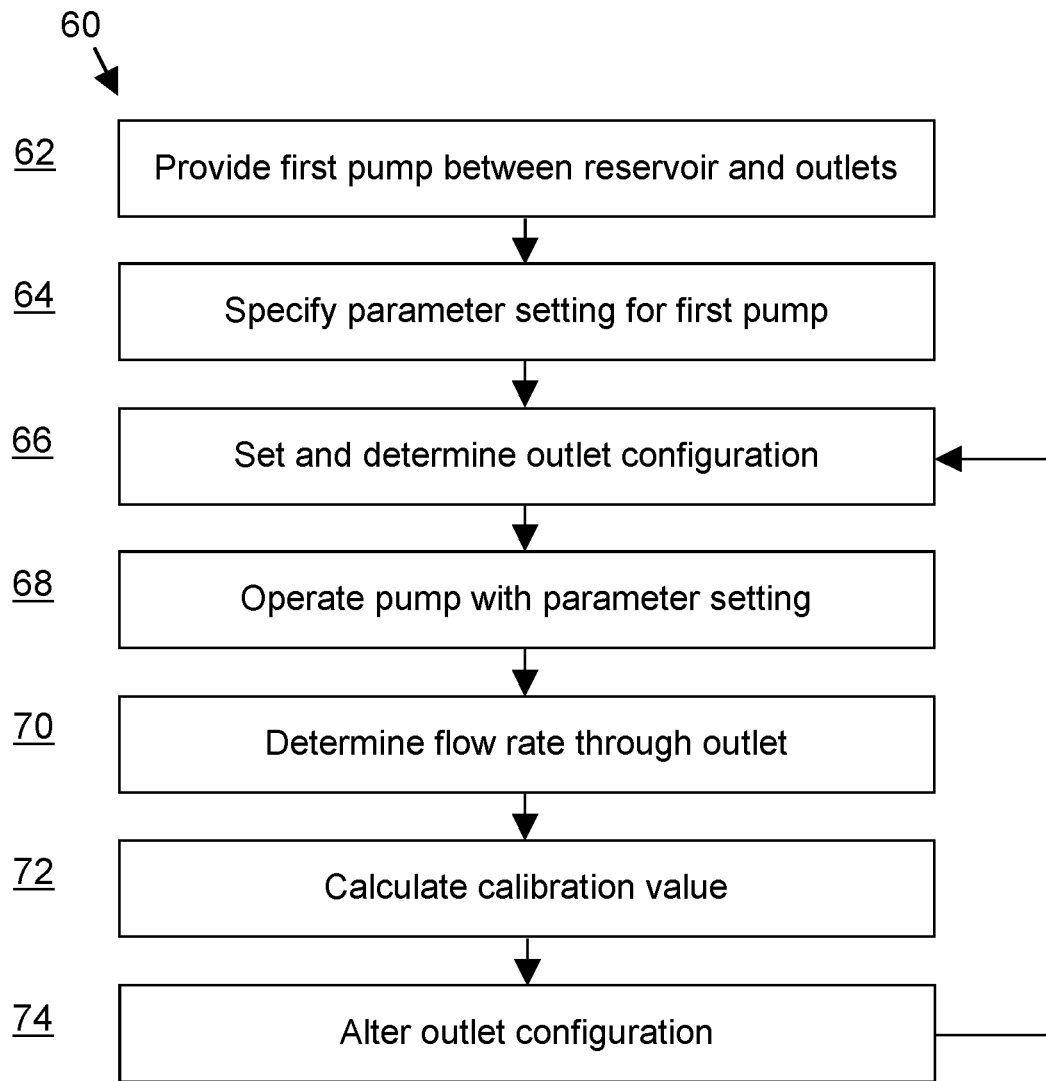 60
62
Provide first pump between reservoir and outlets
64
Specify parameter setting for first pump
66
Set and determine outlet configuration
68
Operate pump with parameter setting
70
Determine flow rate through outlet
72
Calculate calibration value
74
Alter outlet configuration